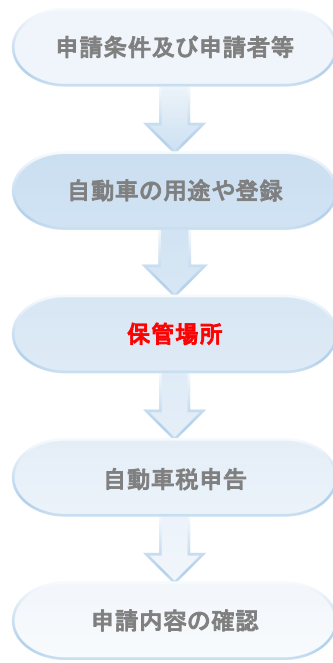 申請条件及び申請者等
自動車の用途や登録
保管場所
自動車税申告
申請内容の確認